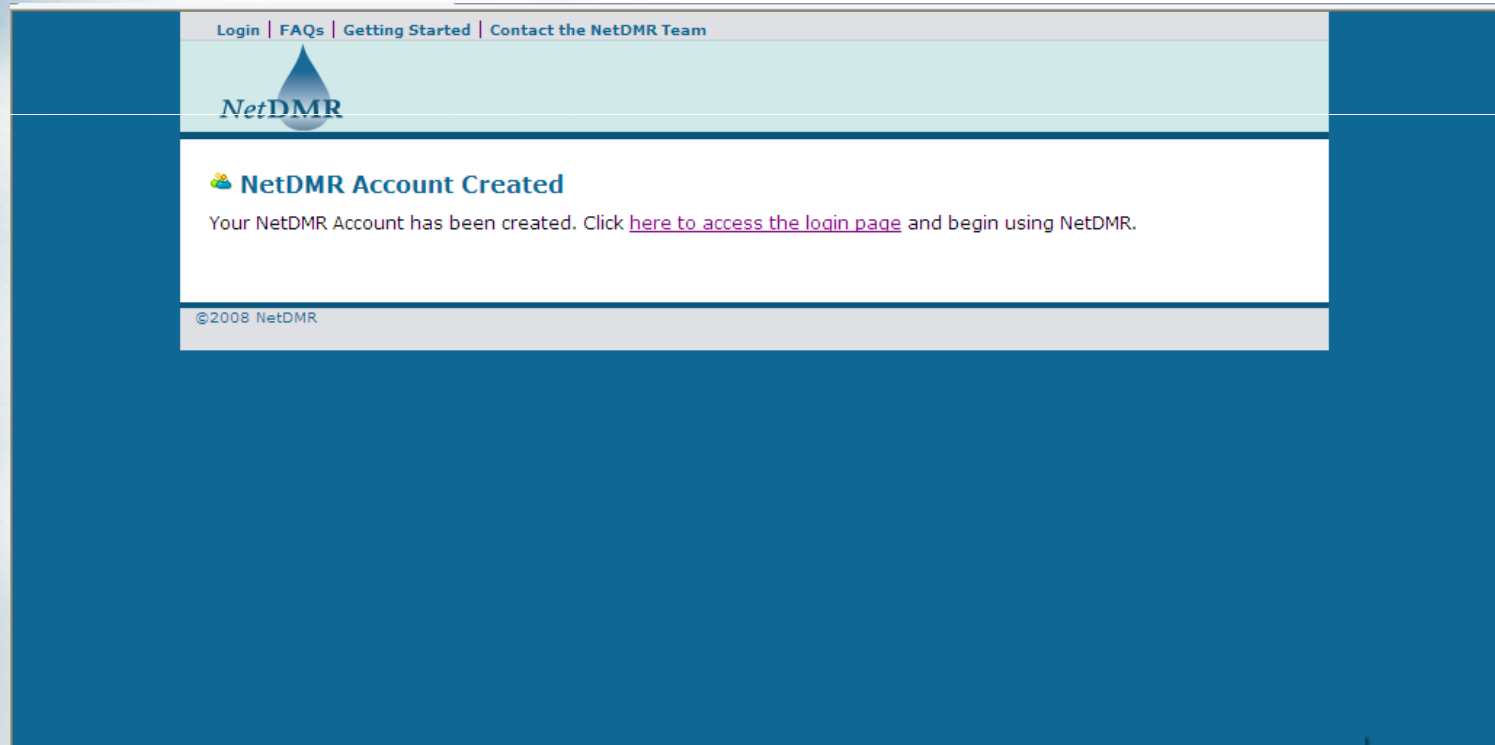 Login | FAQs | Getting Started | Contact the NetDMR Team
NetDMR
NetDMR Account Created
Your NetDMR Account has been created. Click here to access the login page and begin using NetDMR.
©2008 NetDMR